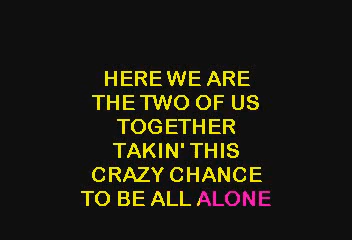 HERE WE ARE
THE TWO OF US
TOGETHER
TAKIN' THIS
CRAZY CHANCE
TO BE ALL ALONE